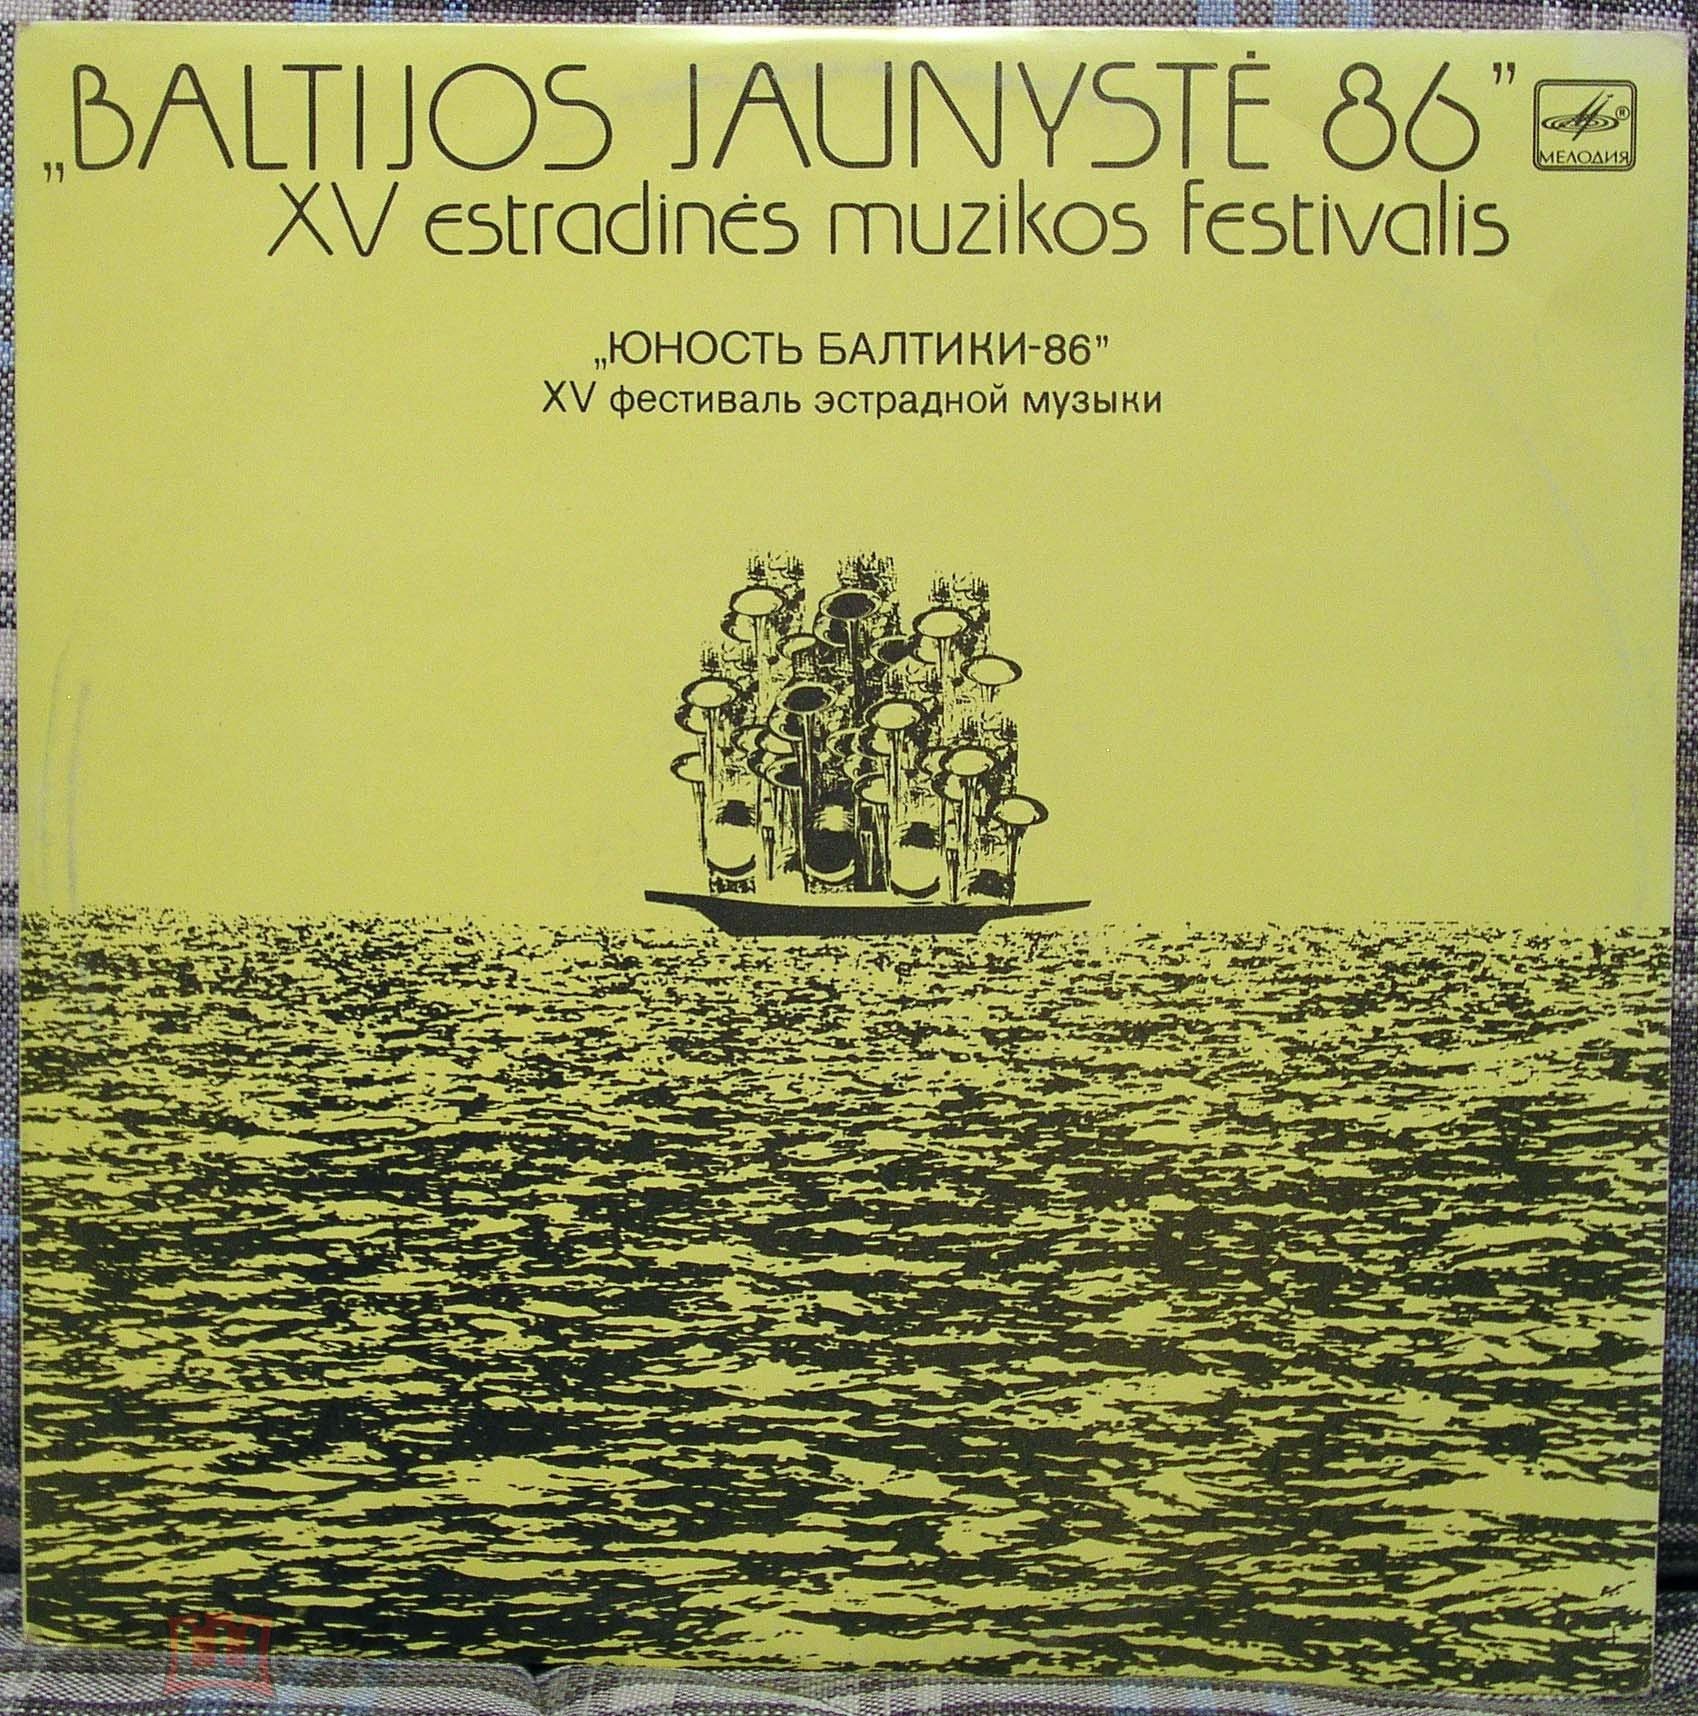 „BALTIJOS JAUNYSTĖ 86”
XV estradinės muzikos festivalis
МЕЛОДИЯ ®
„ЮНОСТЬ БАЛТИКИ-86”
XV фестиваль эстрадной музыки